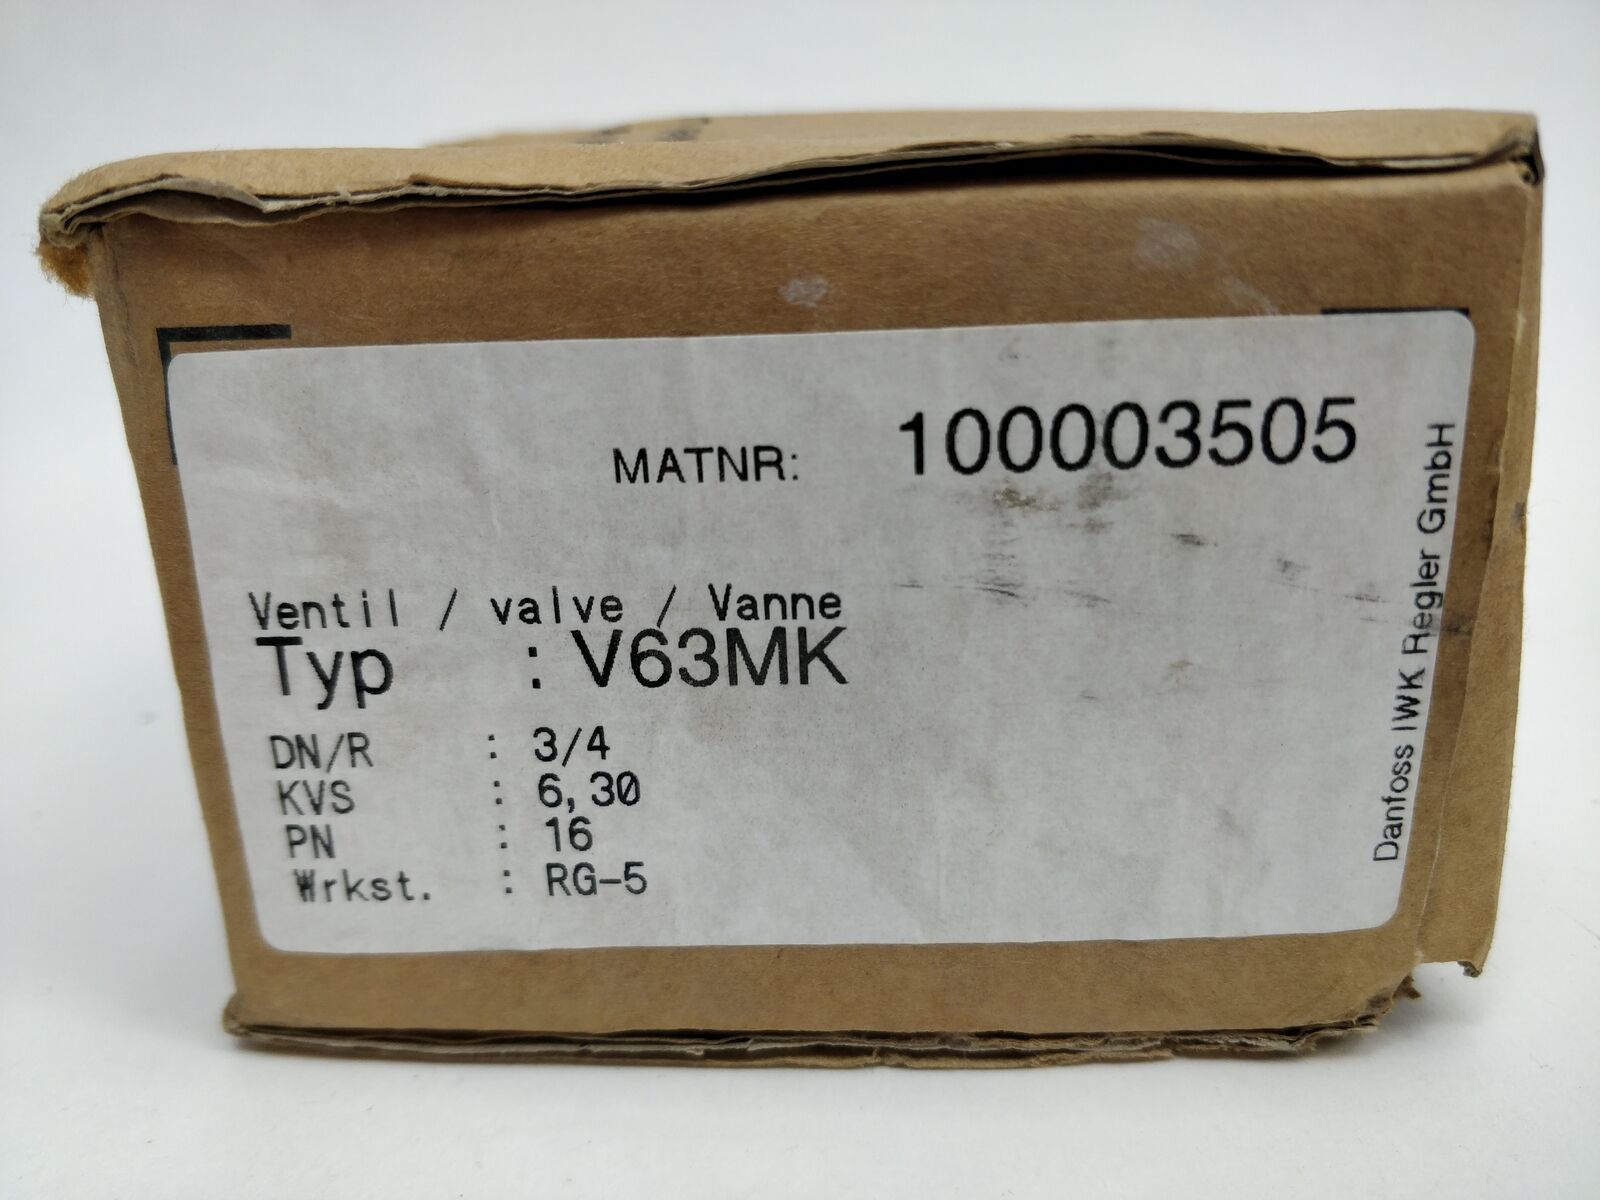 MATNR: 100003505
Ventil / valve / Vanne
Typ : V63MK
DN/R : 3/4
KVS : 6,30
PN : 16
Wrkst. : RG-5
Danfoss IWK Regler GmbH